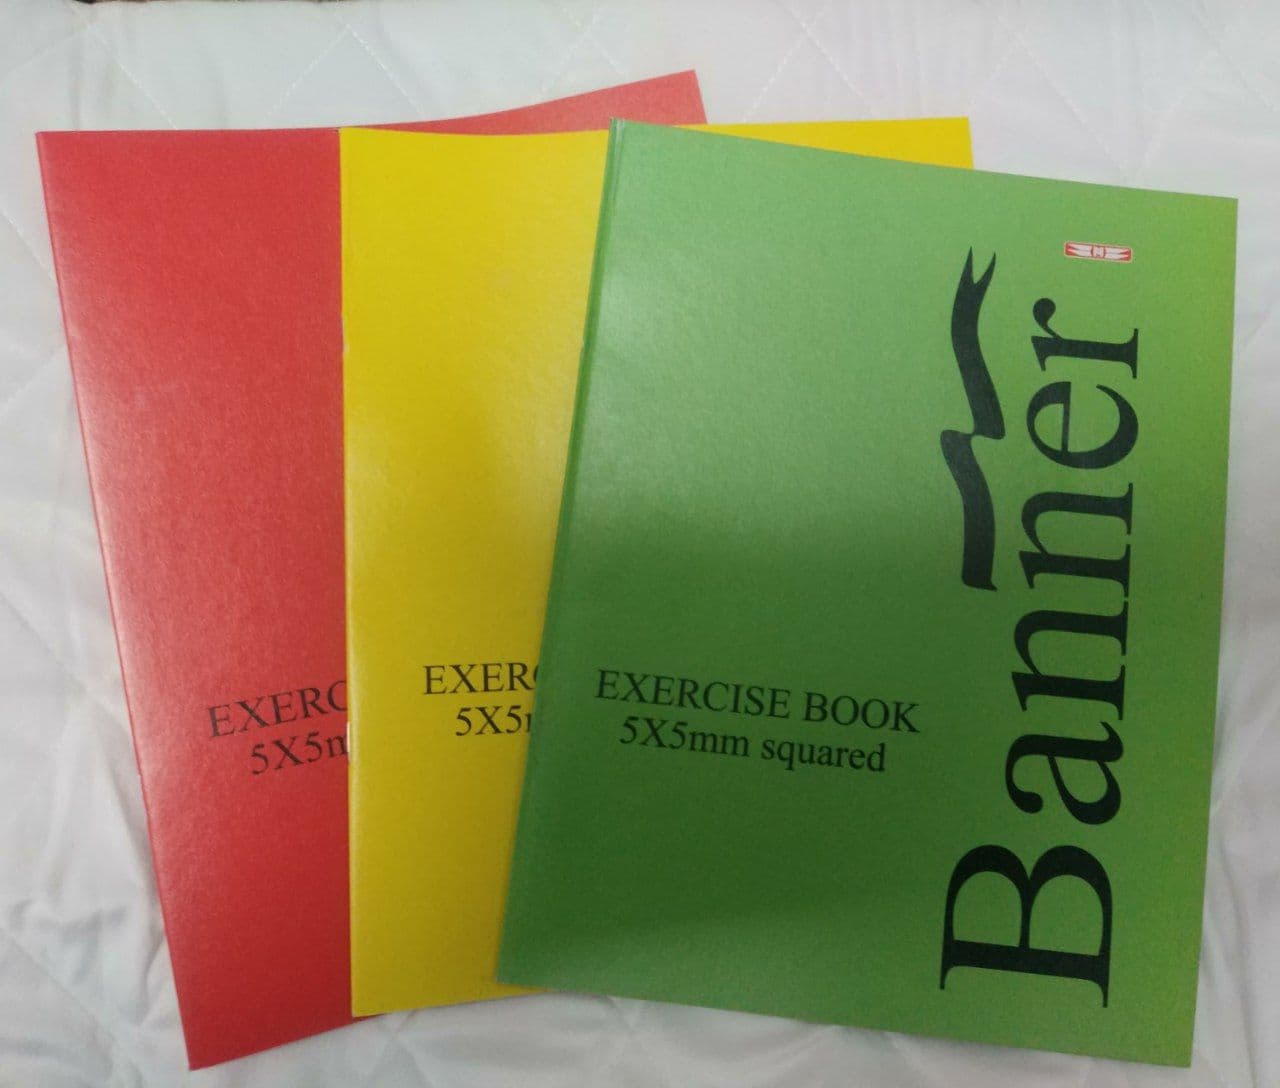 EXERC
5X5m
EXERC
5X5m
EXERCISE BOOK
5X5mm squared
Banner
M